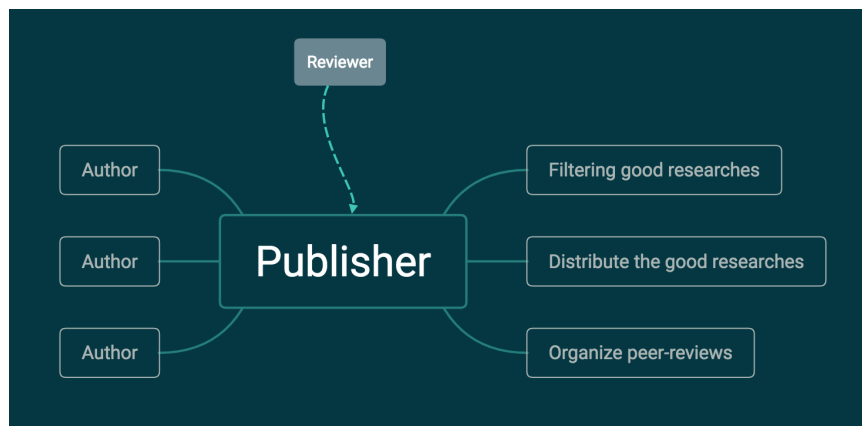 Reviewer
Author
Filtering good researches
Author
Publisher
Distribute the good researches
Author
Organize peer-reviews